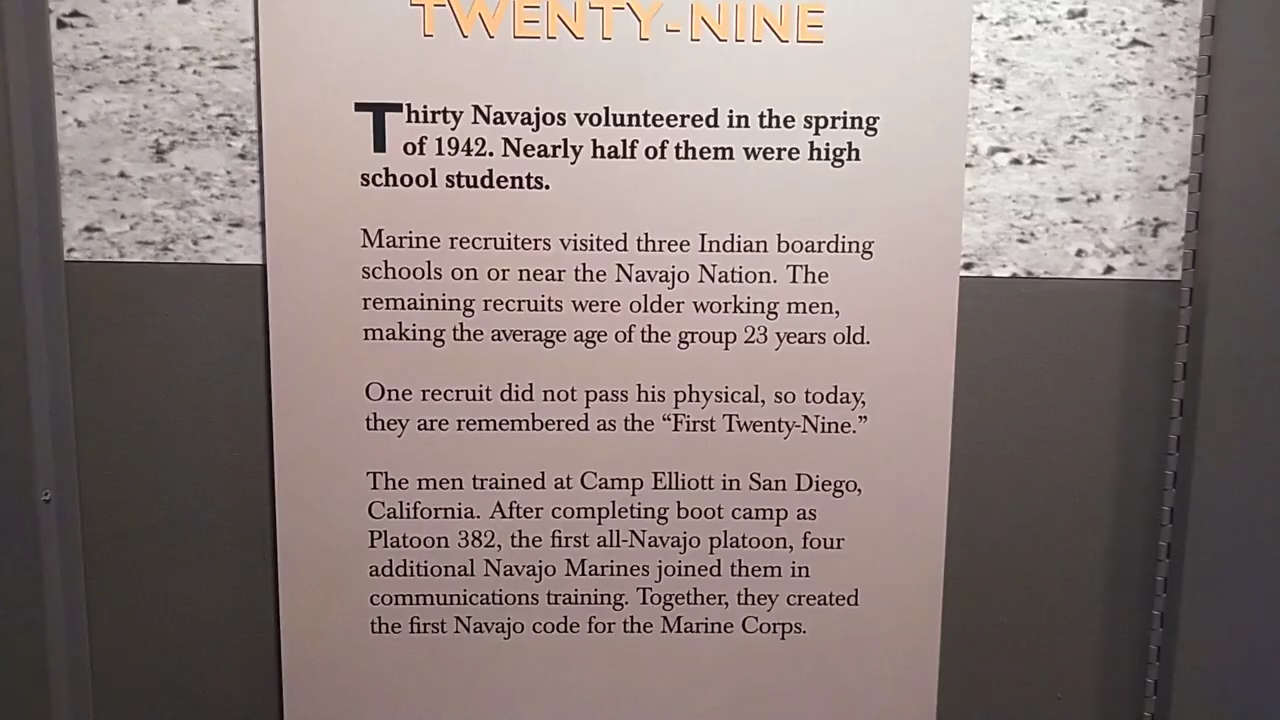 TWENTY-NINE
Thirty Navajos volunteered in the spring
of 1942. Nearly half of them were high
school students.
Marine recruiters visited three Indian boarding
schools on or near the Navajo Nation. The
remaining recruits were older working men,
making the average age of the group 23 years old.
One recruit did not pass his physical, so today,
they are remembered as the “First Twenty-Nine.”
The men trained at Camp Elliott in San Diego,
California. After completing boot camp as
Platoon 382, the first all-Navajo platoon, four
additional Navajo Marines joined them in
communications training. Together, they created
the first Navajo code for the Marine Corps.